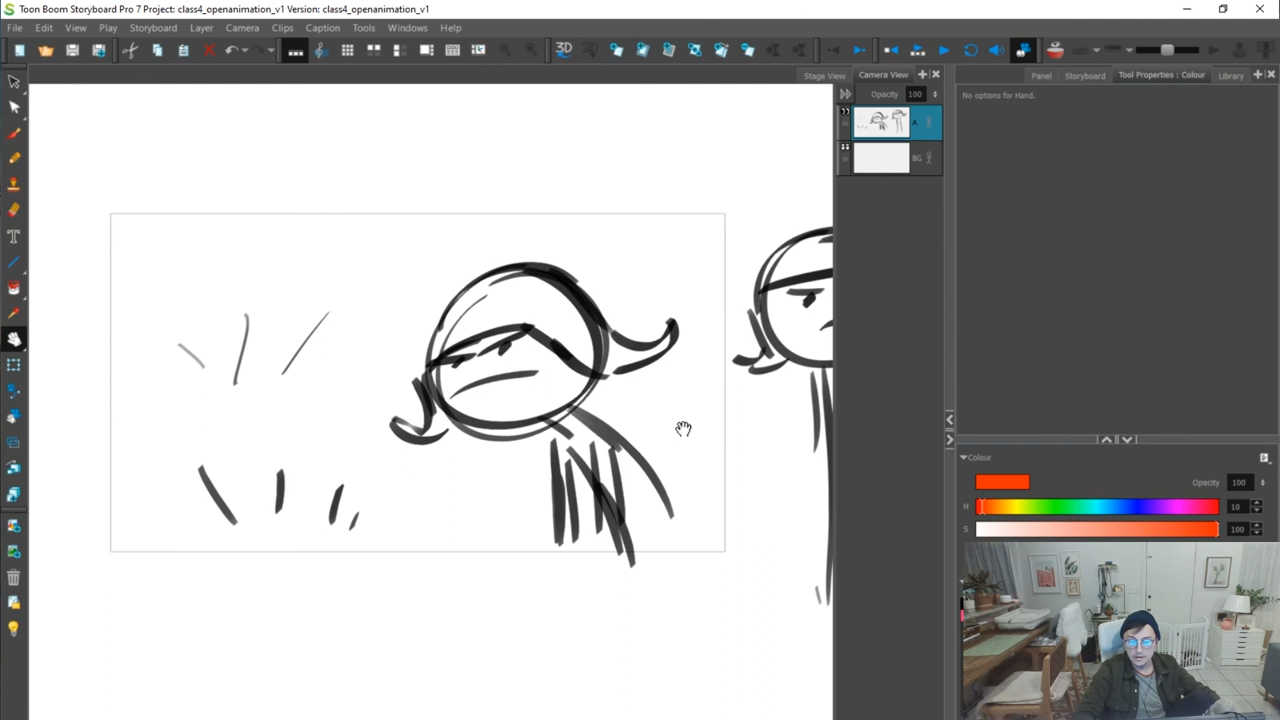 Toon Boom Storyboard Pro 7 Project: class4_openanimation_v1 Version: class4_openanimation_v1
File Edit View Play Storyboard Layer Camera Clips Caption Tools Windows Help
3D
Stage View Camera View Panel Storyboard Tool Properties : Colour Library
Opacity 100
No options for Hand.
A
BG
T
Colour
Opacity 100
H 10
S 100